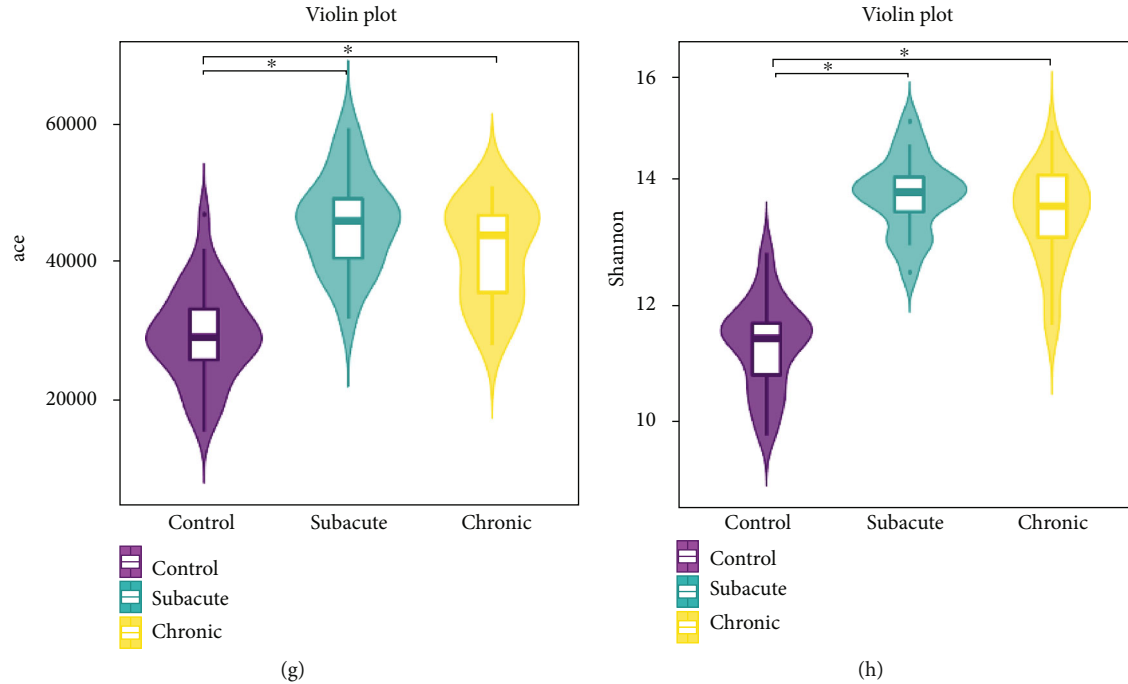 Violin plot
*
*
60000
40000
20000
ace
Control
Subacute
Chronic
Control
Subacute
Chronic
(g)
Violin plot
*
*
16
14
12
10
Shannon
Control
Subacute
Chronic
Control
Subacute
Chronic
(h)